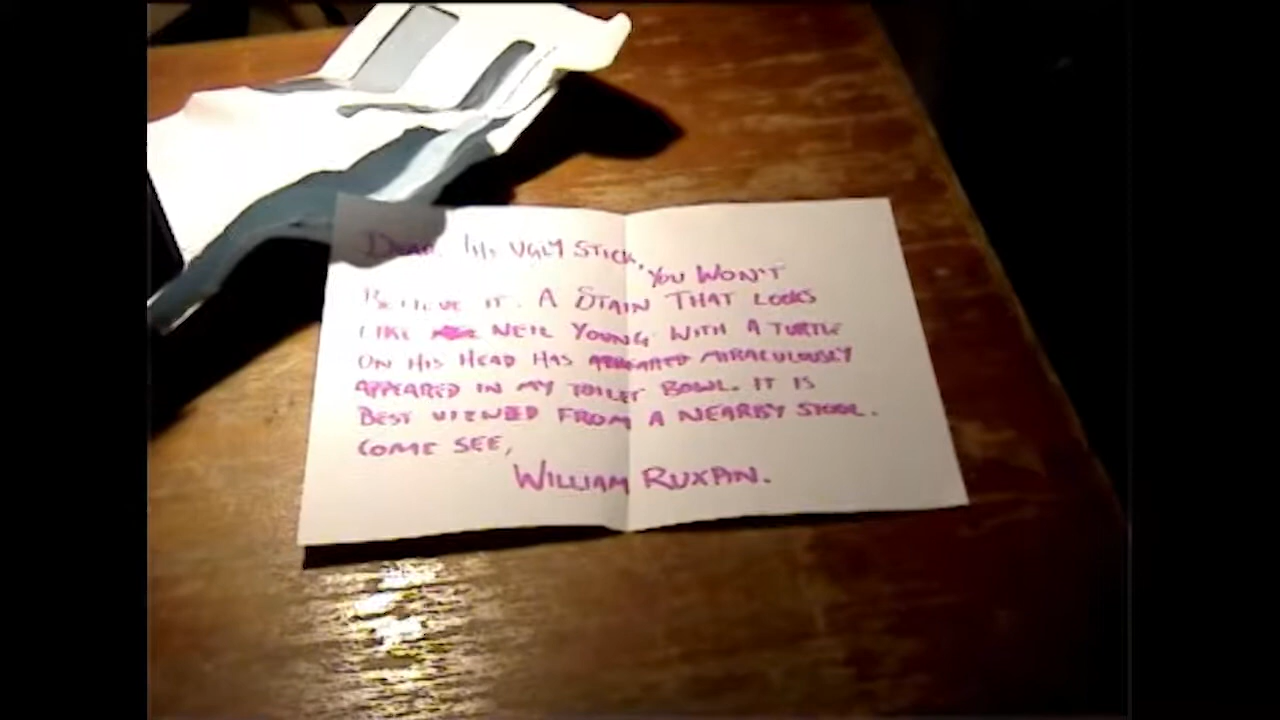 Dear Mr UGLY STICK,
YOU WON'T
BELIEVE IT. A STAIN THAT LOOKS
LIKE NEIL YOUNG WITH A TURTLE
ON HIS HEAD HAS MIRACULOUSLY
APPEARED IN MY TOILET BOWL. IT IS
BEST VIEWED FROM A NEARBY STOOL.
COME SEE,
WILLIAM RUXPIN.